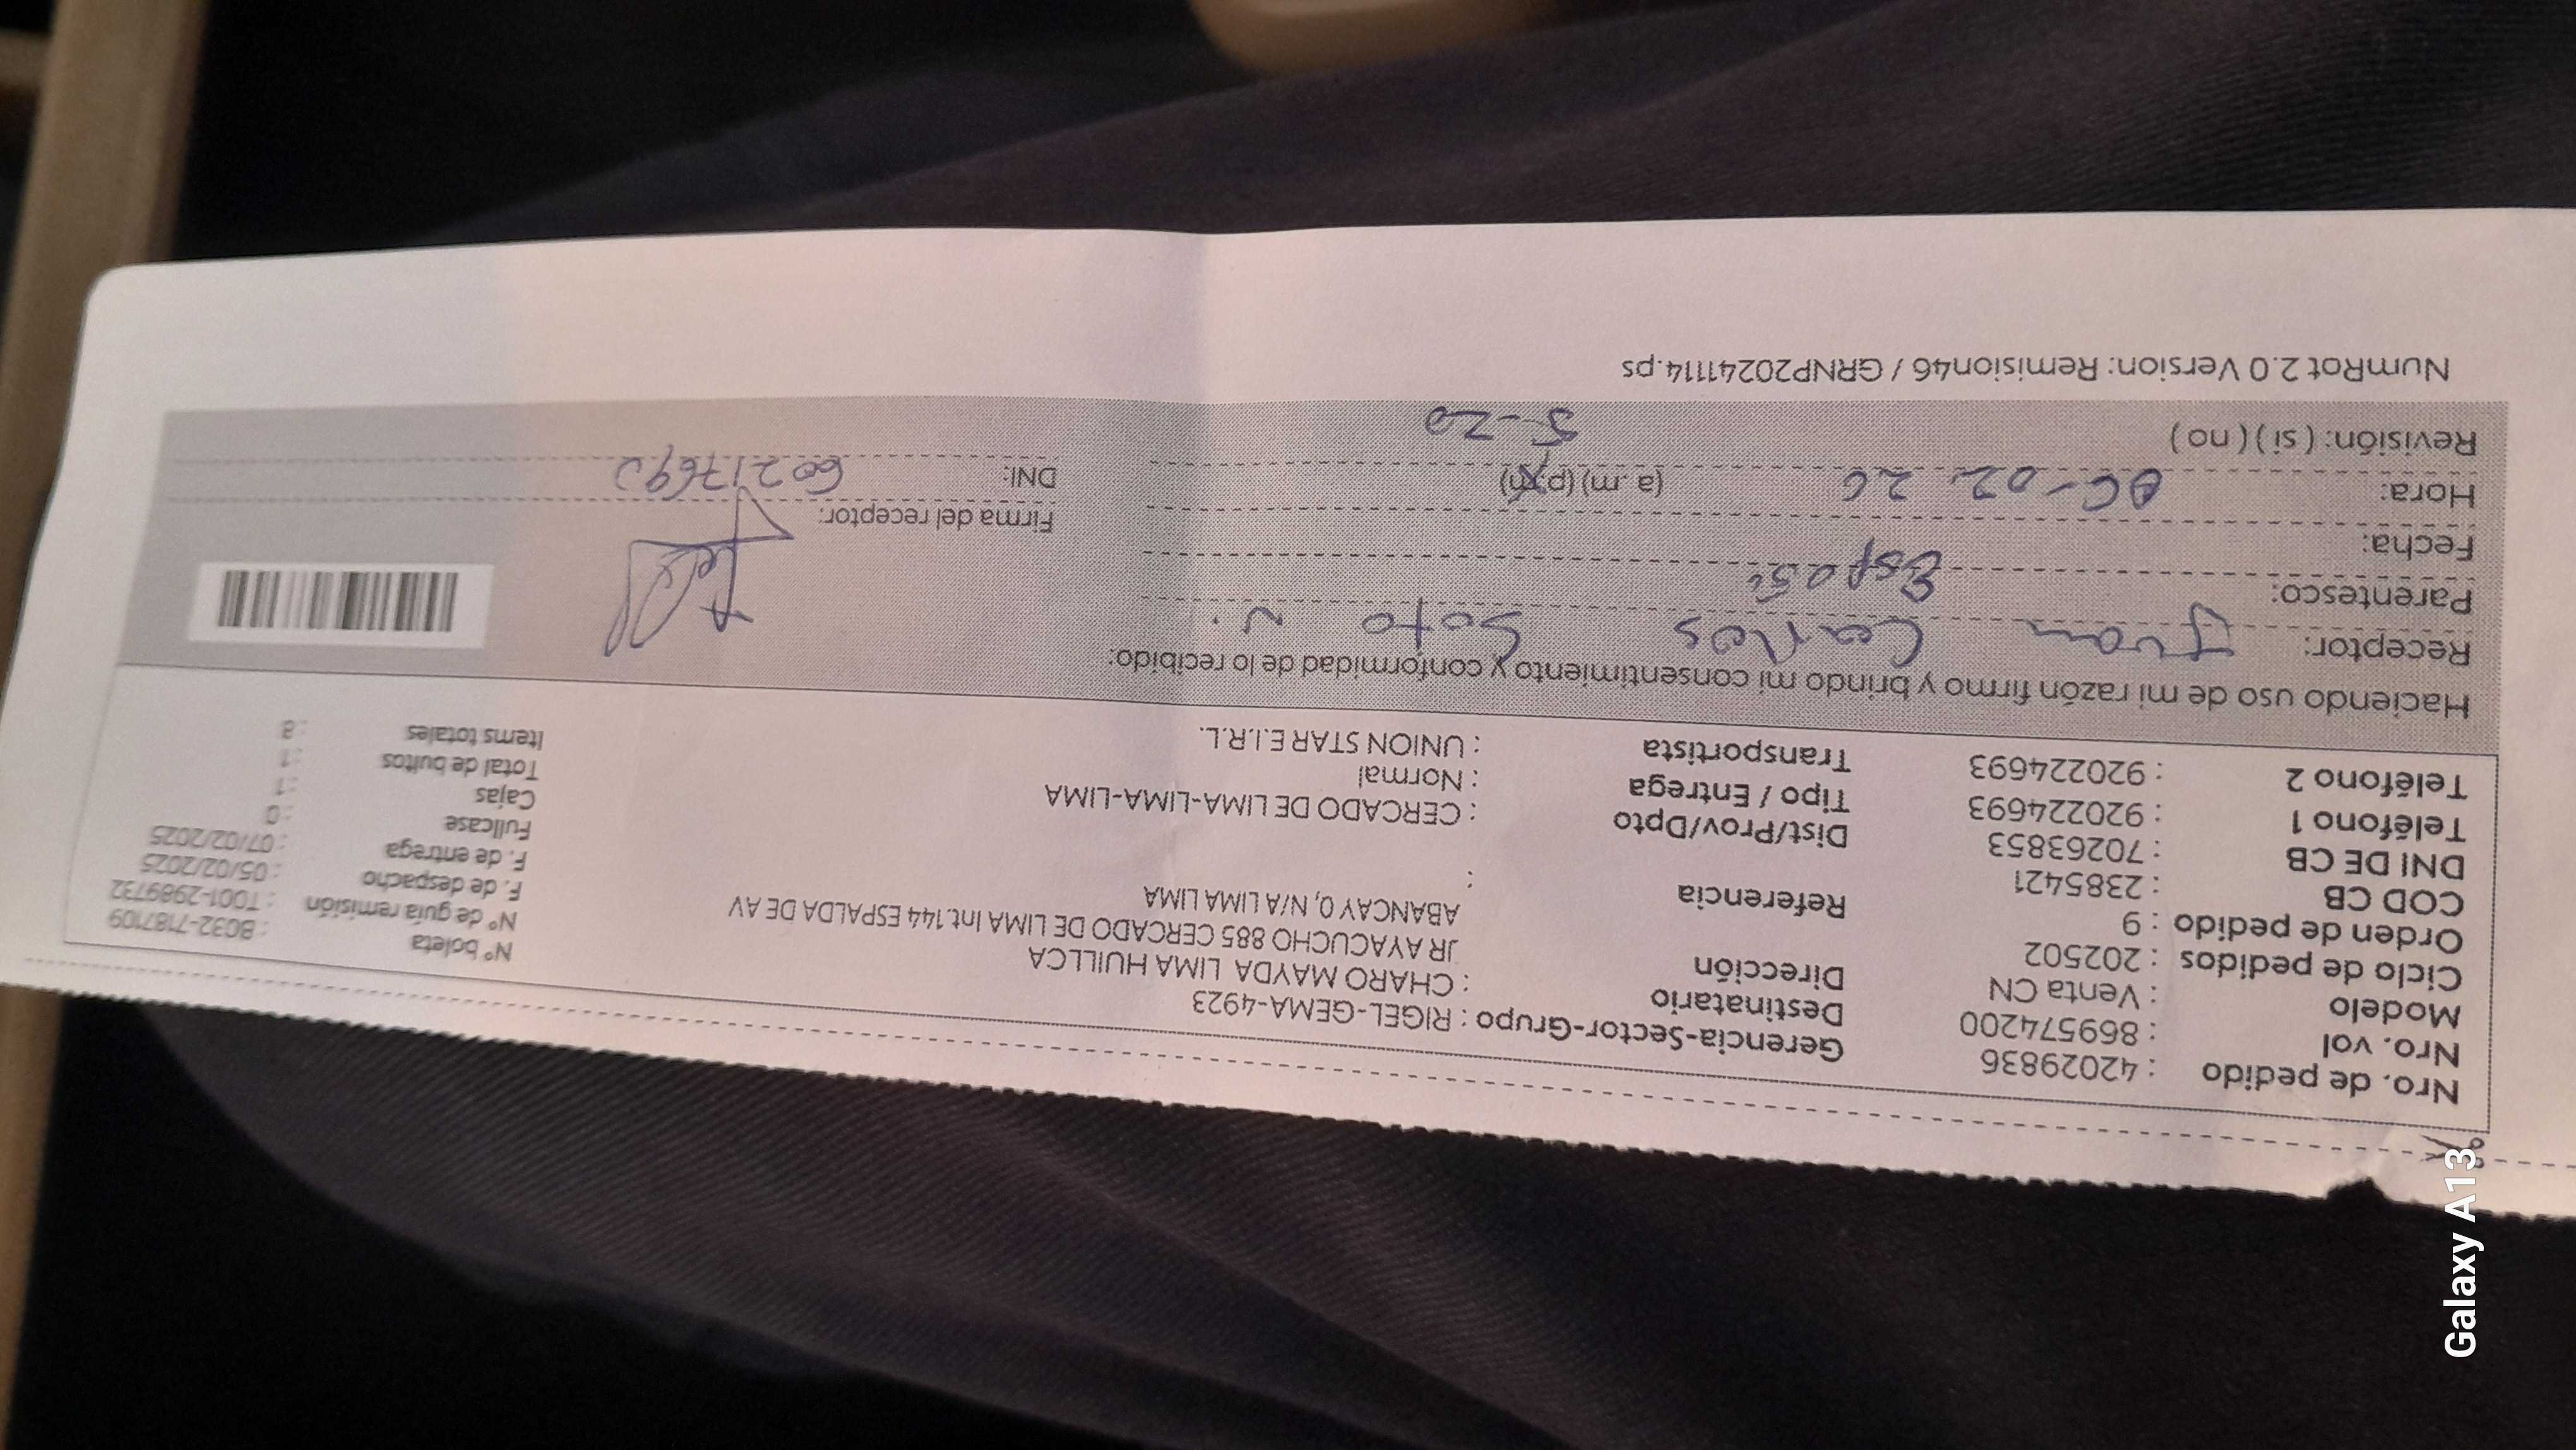 Nro. de pedido : 42029836
Nro. vol : 869574200
Modelo : Venta CN
Ciclo de pedidos : 202502
Orden de pedido : 9
COD CB : 2385421
DNI DE CB : 70263853
Teléfono 1 : 920224693
Teléfono 2 : 920224693
Gerencia-Sector-Grupo : RIGEL-GEMA-4923
Destinatario : CHARO MAYDA LIMA HUILLCA
Dirección JR AYACUCHO 885 CERCADO DE LIMA Int.144 ESPALDA DE AV
ABANCAY 0, N/A LIMA LIMA
Referencia :
Dist/Prov/Dpto : CERCADO DE LIMA-LIMA-LIMA
Tipo / Entrega : Normal
Transportista : UNION STAR E.I.R.L.
N° boleta : B032-7187109
N° de guía remisión : T001-2989732
F. de despacho : 05/02/2025
F. de entrega : 07/02/2025
Fullcase : 0
Cajas : 1
Total de bultos : 1
Items totales : 8
Haciendo uso de mi razón firmo y brindo mi consentimiento y conformidad de lo recibido:
Receptor: Soto
Parentesco:
Fecha:
Hora: (a. m) (p. m)
Revisión: ( si ) ( no )
Firma del receptor:
DNI:
NumRot 2.0 Version: Remision46 / GRNP20241114.ps
Galaxy A13